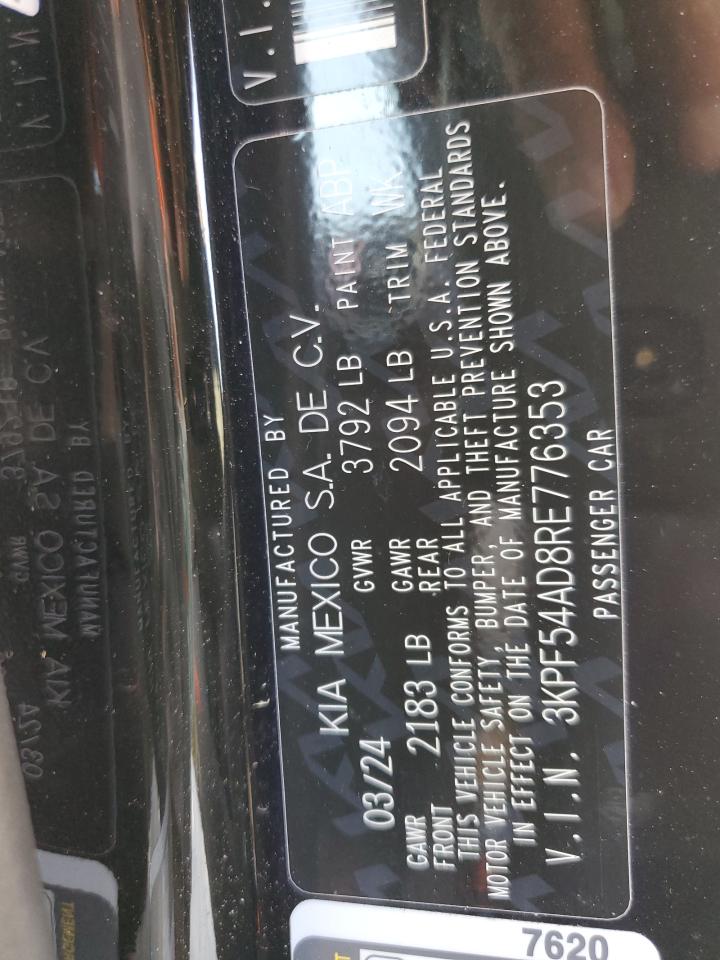 V.I.
MANUFACTURED BY
KIA MEXICO S.A. DE C.V.
03/24 GVWR 3792 LB PAINT ABP
GAWR FRONT 2183 LB GAWR REAR 2094 LB TRIM WK
THIS VEHICLE CONFORMS TO ALL APPLICABLE U.S.A. FEDERAL
MOTOR VEHICLE SAFETY, BUMPER, AND THEFT PREVENTION STANDARDS
IN EFFECT ON THE DATE OF MANUFACTURE SHOWN ABOVE.
V.I.N. 3KPF54AD8RE776353
PASSENGER CAR
7620